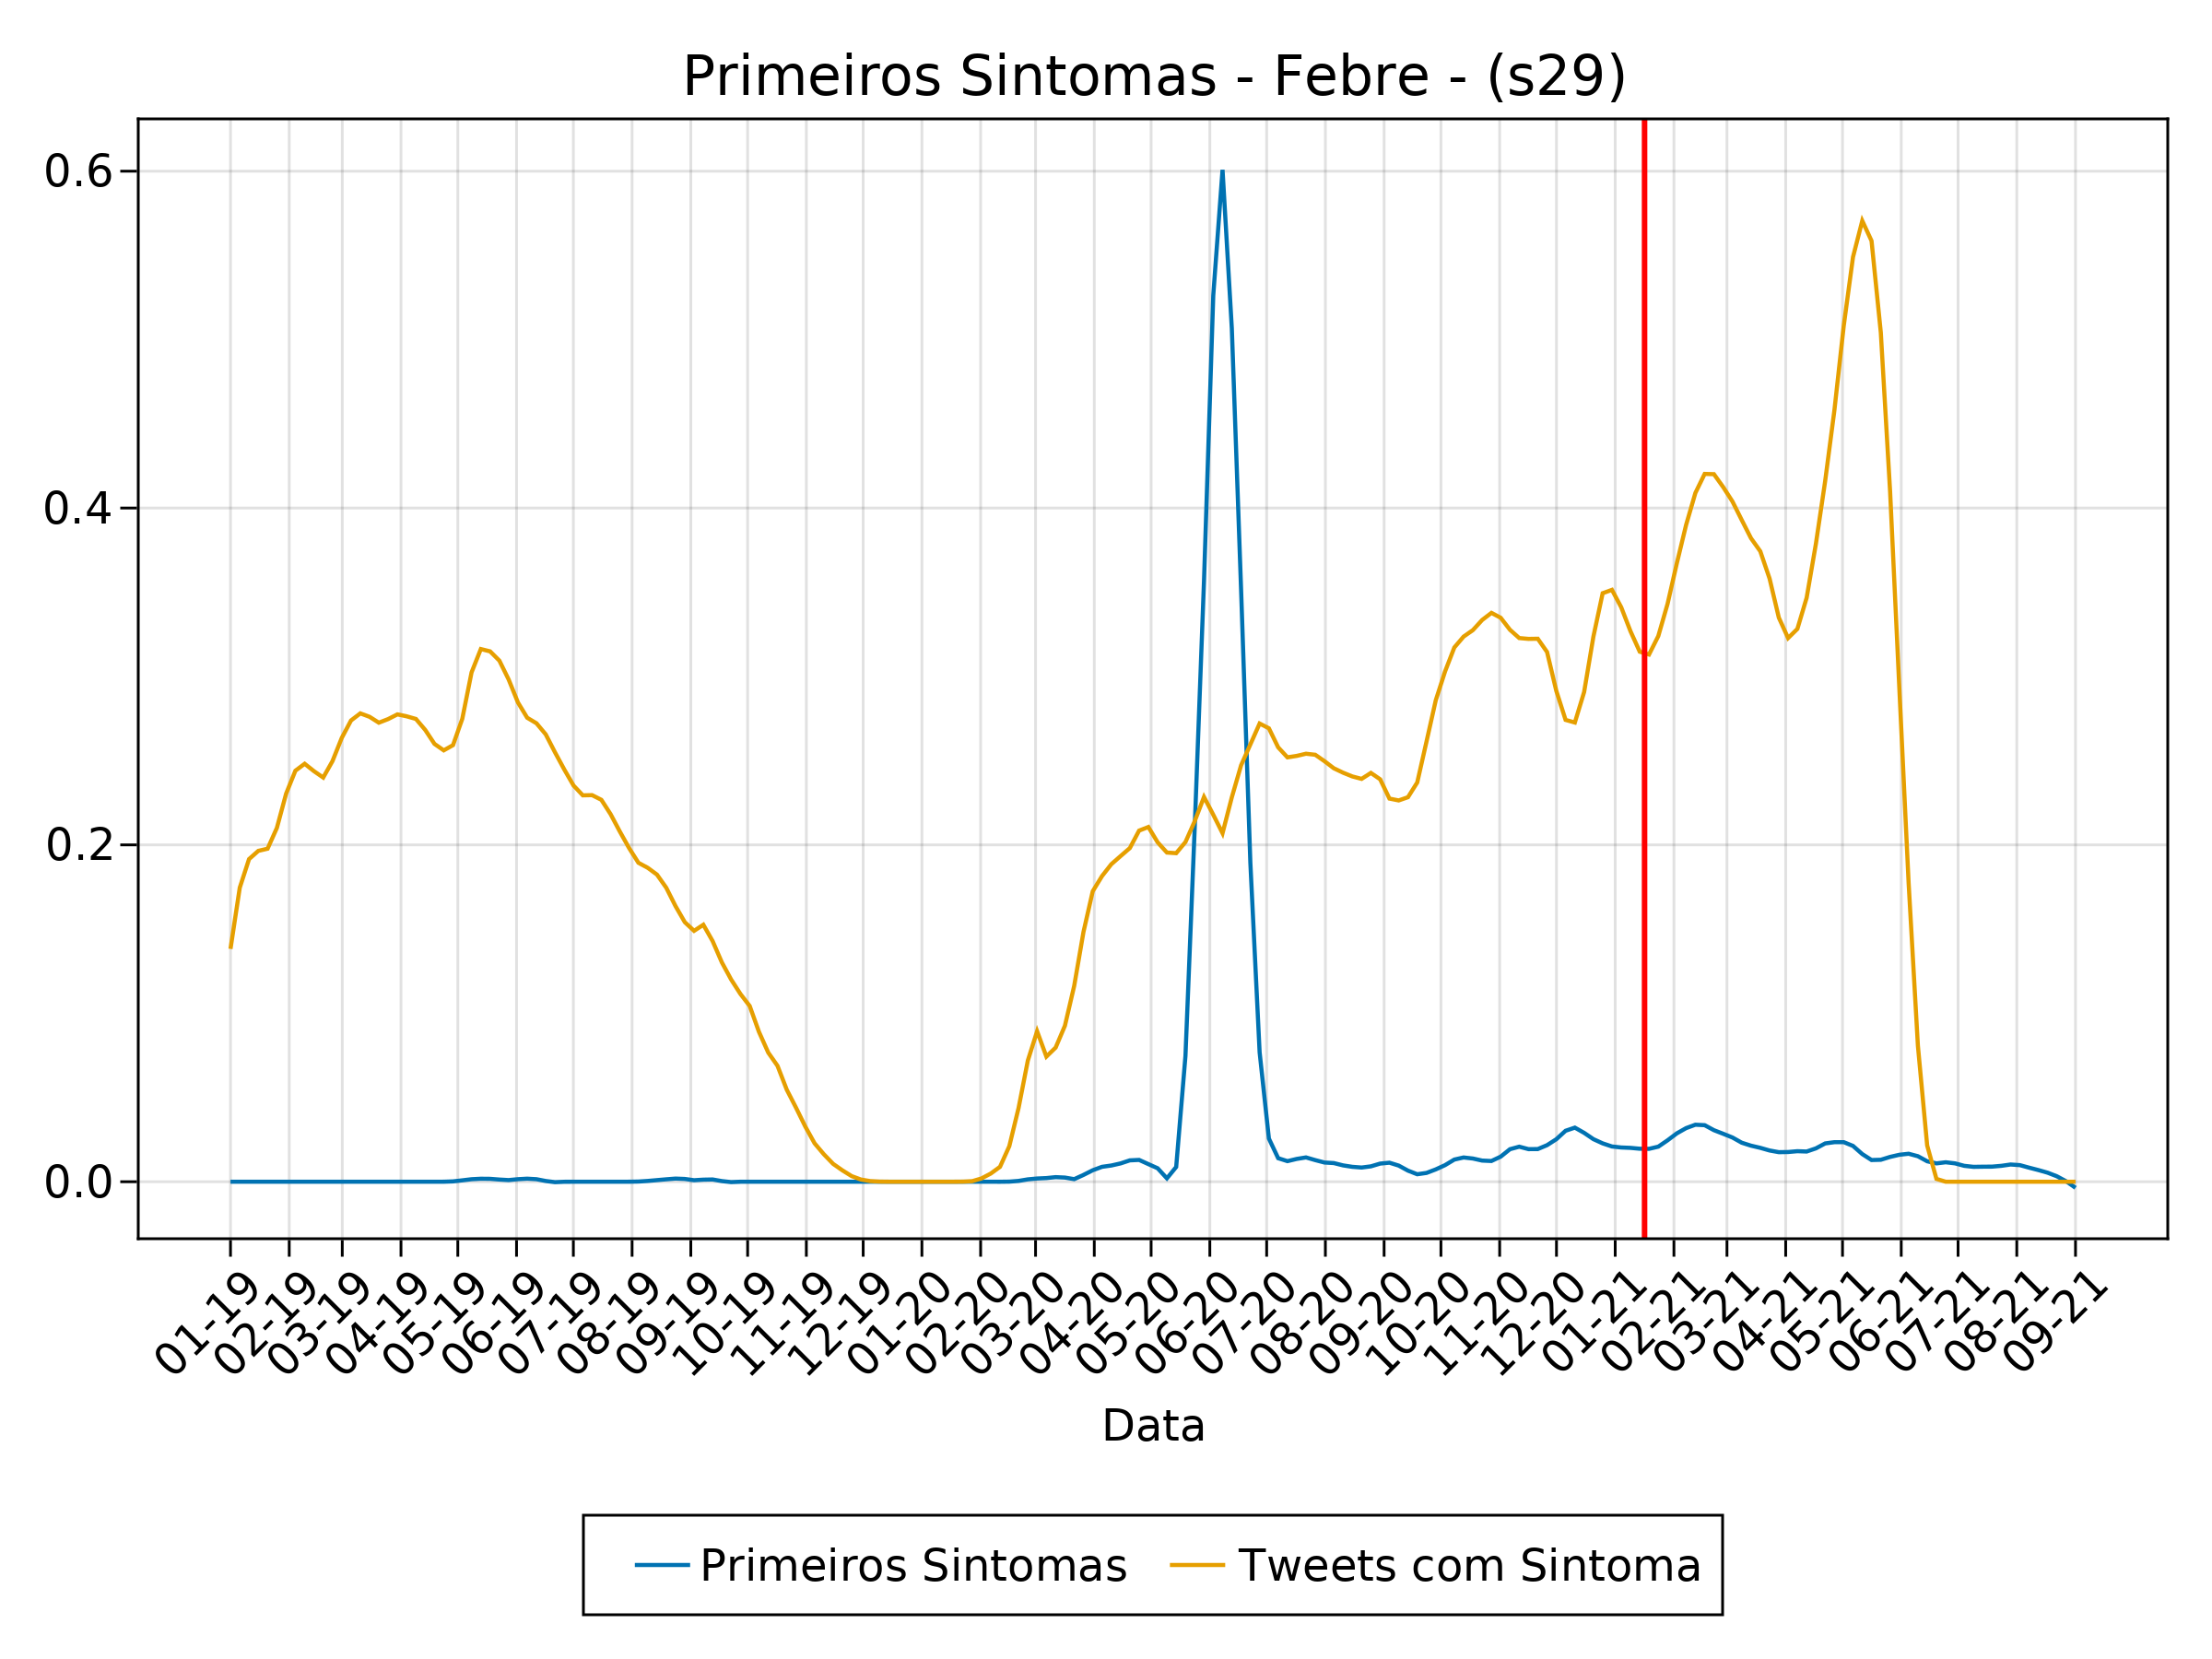 Primeiros Sintomas - Febre - (s29)
0.6
0.4
0.2
0.0
01-19 02-19 03-19 04-19 05-19 06-19 07-19 08-19 09-19 10-19 11-19 12-19 01-20 02-20 03-20 04-20 05-20 06-20 07-20 08-20 09-20 10-20 11-20 12-20 01-21 02-21 03-21 04-21 05-21 06-21 07-21 08-21 09-21
Data
Primeiros Sintomas Tweets com Sintoma